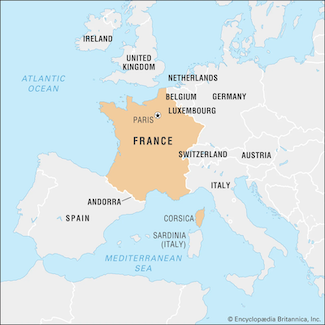 IRELAND
UNITED
KINGDOM
ATLANTIC
OCEAN
NETHERLANDS
BELGIUM
GERMANY
LUXEMBOURG
PARIS
FRANCE
SWITZERLAND
AUSTRIA
ITALY
ANDORRA
SPAIN
CORSICA
SARDINIA
(ITALY)
MEDITERRANEAN
SEA
© Encyclopædia Britannica, Inc.